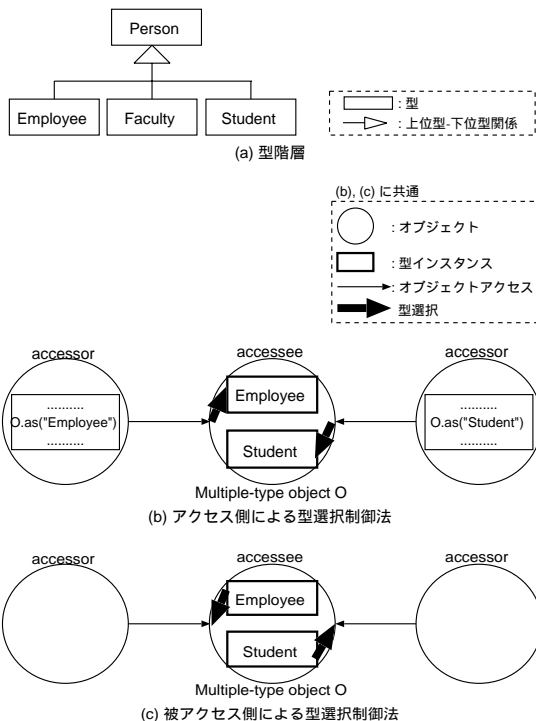 Person
Employee
Faculty
Student
: 型
: 上位型-下位型関係
(a) 型階層
(b), (c) に共通
: オブジェクト
: 型インスタンス
: オブジェクトアクセス
型選択
accessor
accessee
accessor
..........
O.as("Employee")
..........
Employee
Student
..........
O.as("Student")
..........
Multiple-type object O
(b) アクセス側による型選択制御法
accessor
accessee
accessor
Employee
Student
Multiple-type object O
(c) 被アクセス側による型選択制御法